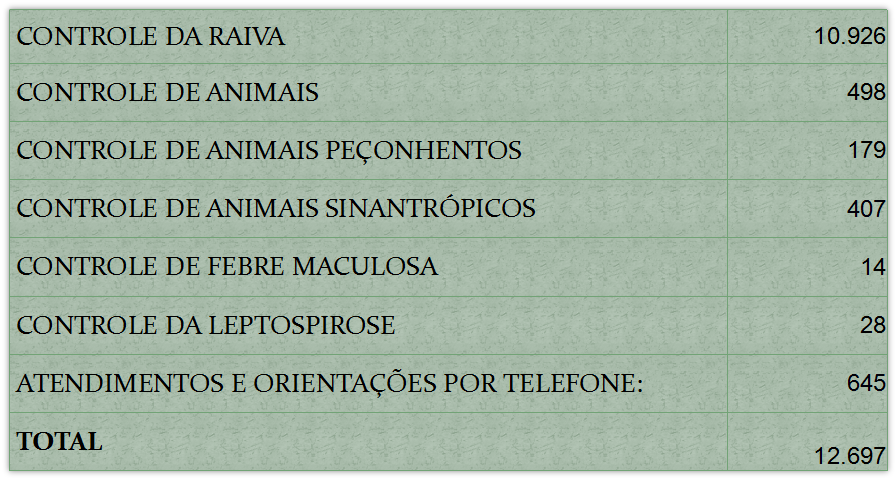 CONTROLE DA RAIVA 10.926
CONTROLE DE ANIMAIS 498
CONTROLE DE ANIMAIS PEÇONHENTOS 179
CONTROLE DE ANIMAIS SINANTRÓPICOS 407
CONTROLE DE FEBRE MACULOSA 14
CONTROLE DA LEPTOSPIROSE 28
ATENDIMENTOS E ORIENTAÇÕES POR TELEFONE: 645
TOTAL 12.697